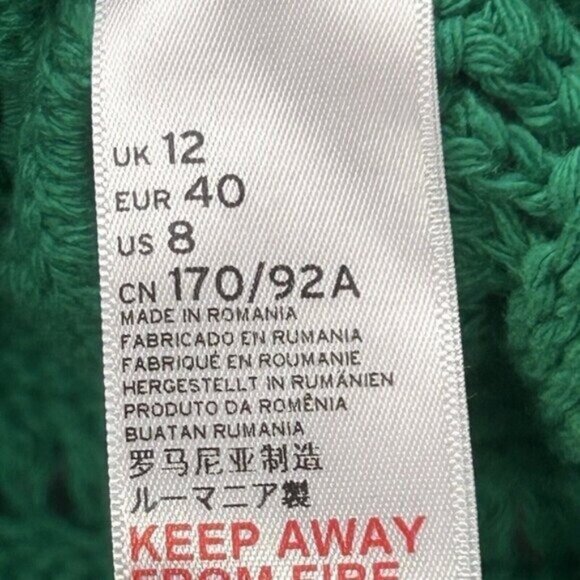 UK 12
EUR 40
US 8
CN 170/92A
MADE IN ROMANIA
FABRICADO EN RUMANIA
FABRIQUÉ EN ROUMANIE
HERGESTELLT IN RUMÄNIEN
PRODUTO DA ROMÊNIA
BUATAN RUMANIA
罗马尼亚制造
ルーマニア製
KEEP AWAY
FROM FIRE